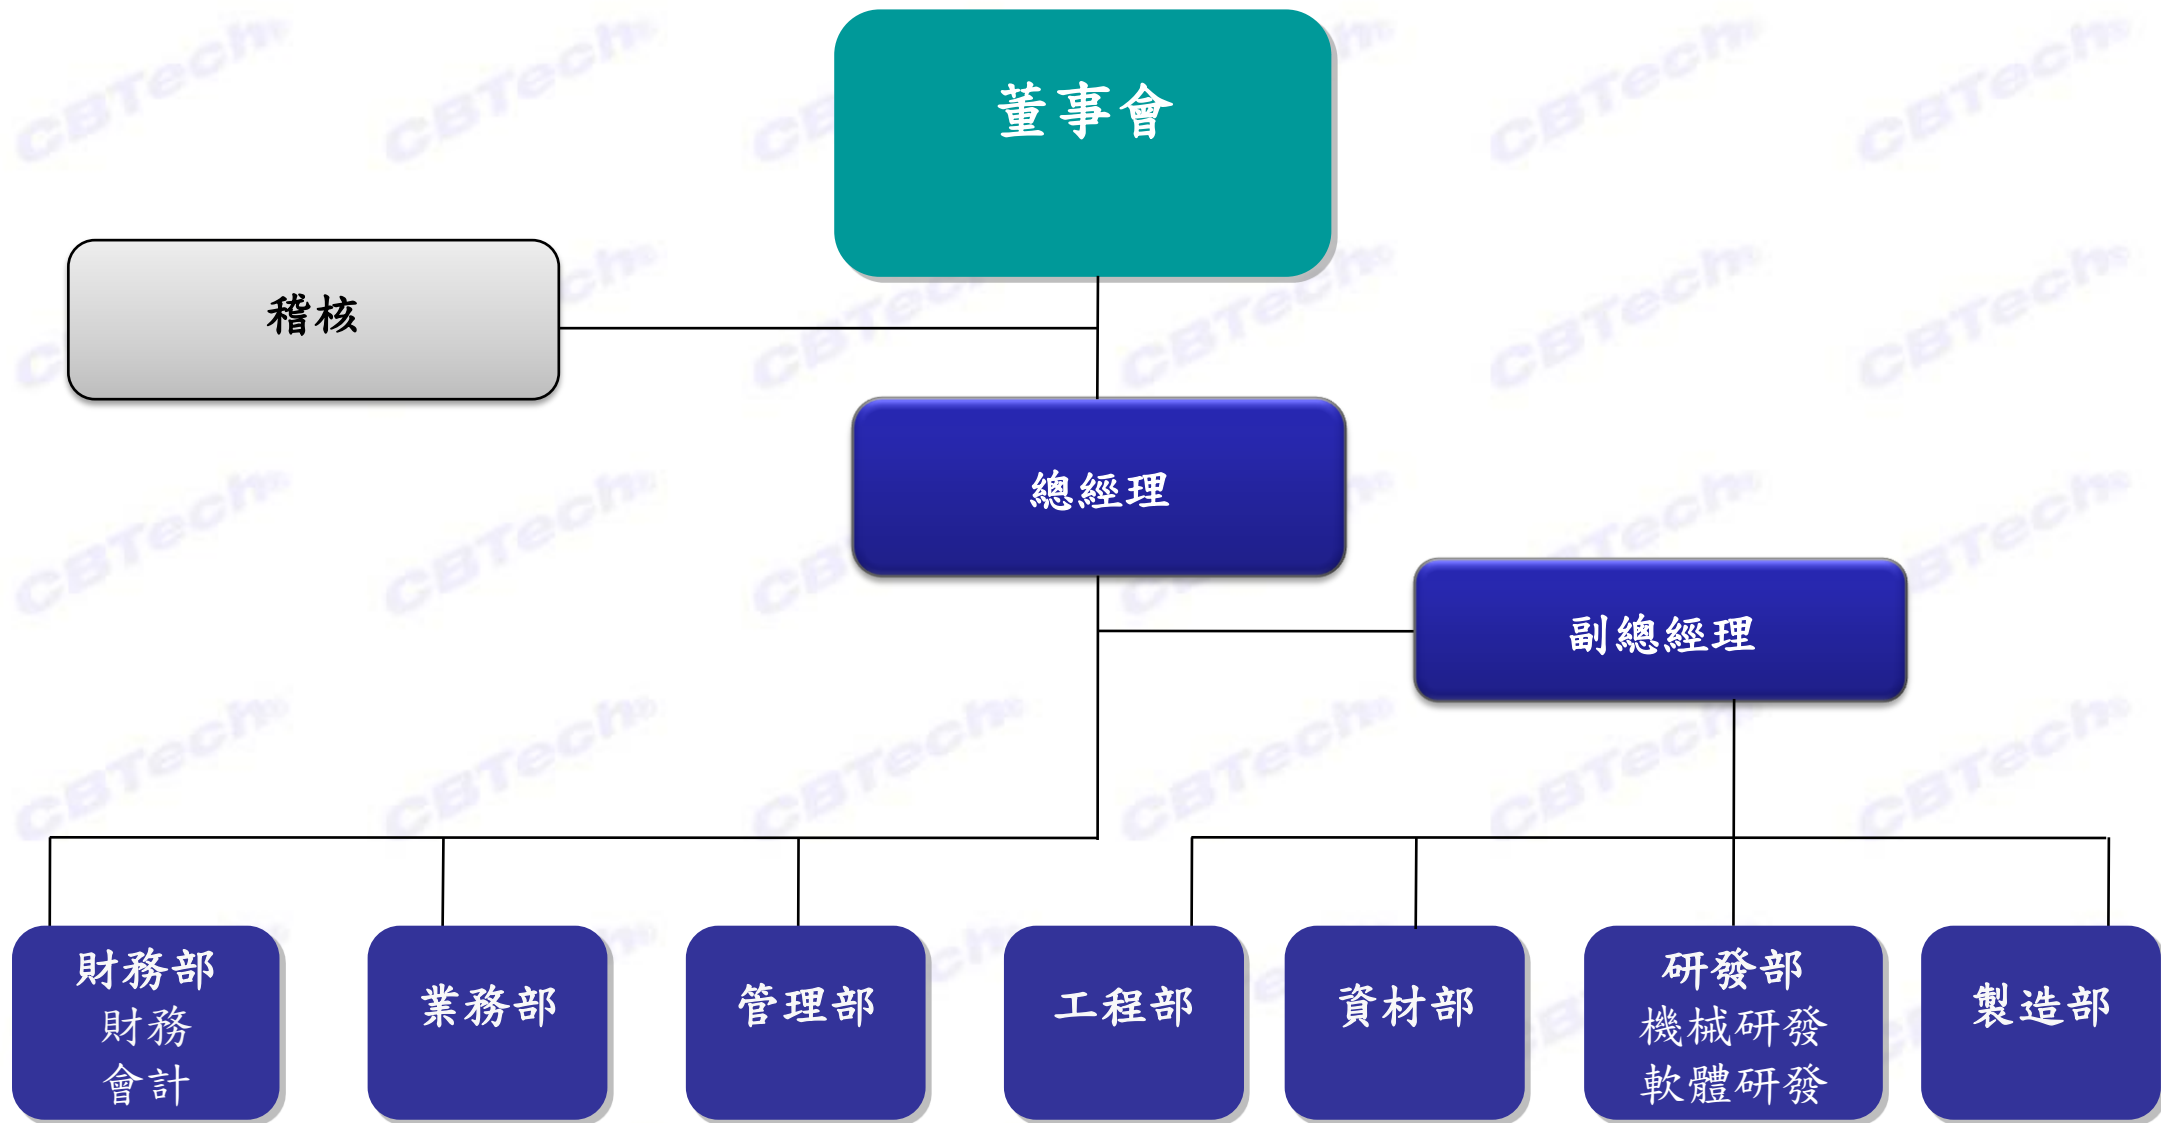 董事會
稽核
總經理
副總經理
財務部
財務
會計
業務部
管理部
工程部
資材部
研發部
機械研發
軟體研發
製造部
CBTech®